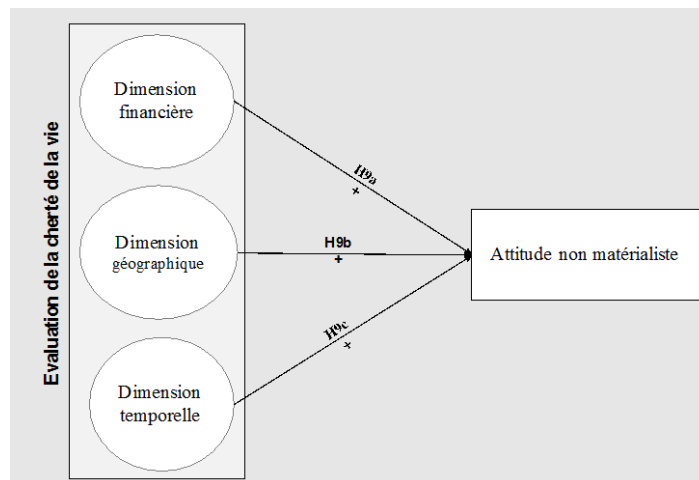 Evaluation de la cherté de la vie
Dimension
financière
H9a
+
Dimension
géographique
H9b
+
Attitude non matérialiste
Dimension
temporelle
H9c
+